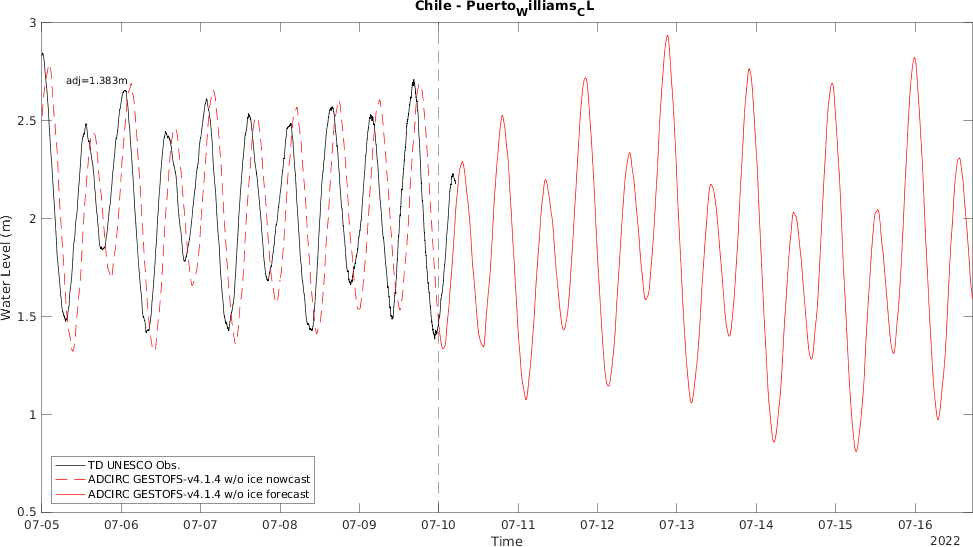 Chile - PuertoWilliamsCL
adj=1.383m
3
2.5
2
1.5
1
0.5
Water Level (m)
TD UNESCO Obs.
ADCIRC GESTOFS-v4.1.4 w/o ice nowcast
ADCIRC GESTOFS-v4.1.4 w/o ice forecast
07-05 07-06 07-07 07-08 07-09 07-10 07-11 07-12 07-13 07-14 07-15 07-16
Time
2022